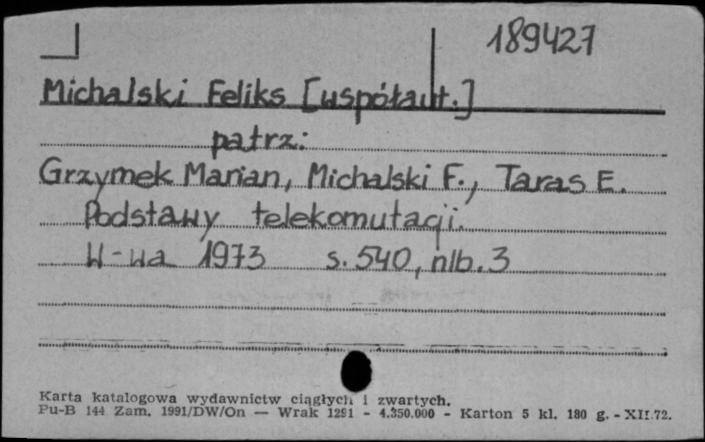 189427
Michalski Feliks [współaut.]
patrz:
Grzymek Marian, Michalski F., Taras E.
Podstawy telekomutacji.
W-wa 1973 s. 540, nlb. 3
Karta katalogowa wydawnictw ciągłych i zwartych.
Pu-B 144 Zam. 1991/DW/On — Wrak 1291 - 4.350.000 - Karton 5 kl. 180 g. - XII.72.